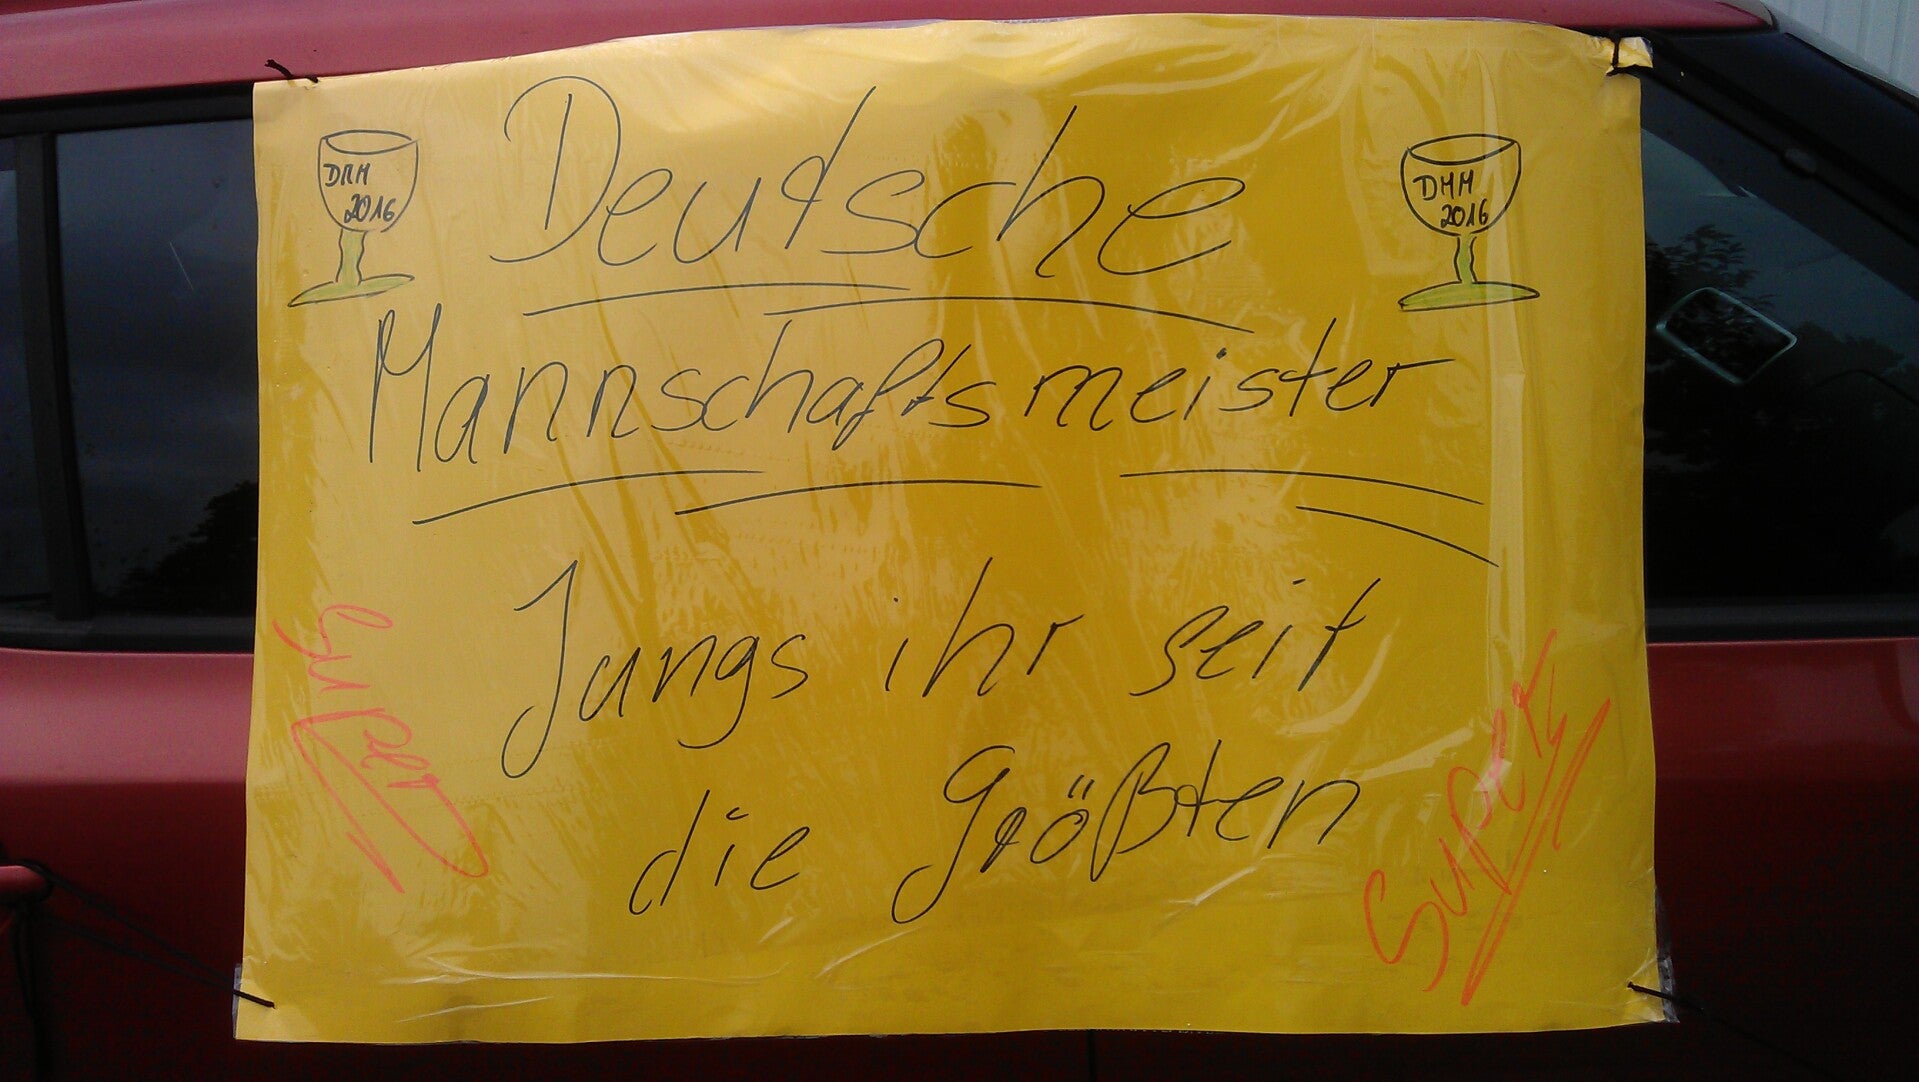 DMM
2016
Deutsche
DMM
2016
Mannschaftsmeister
Jungs ihr seit
die Größten
super
super